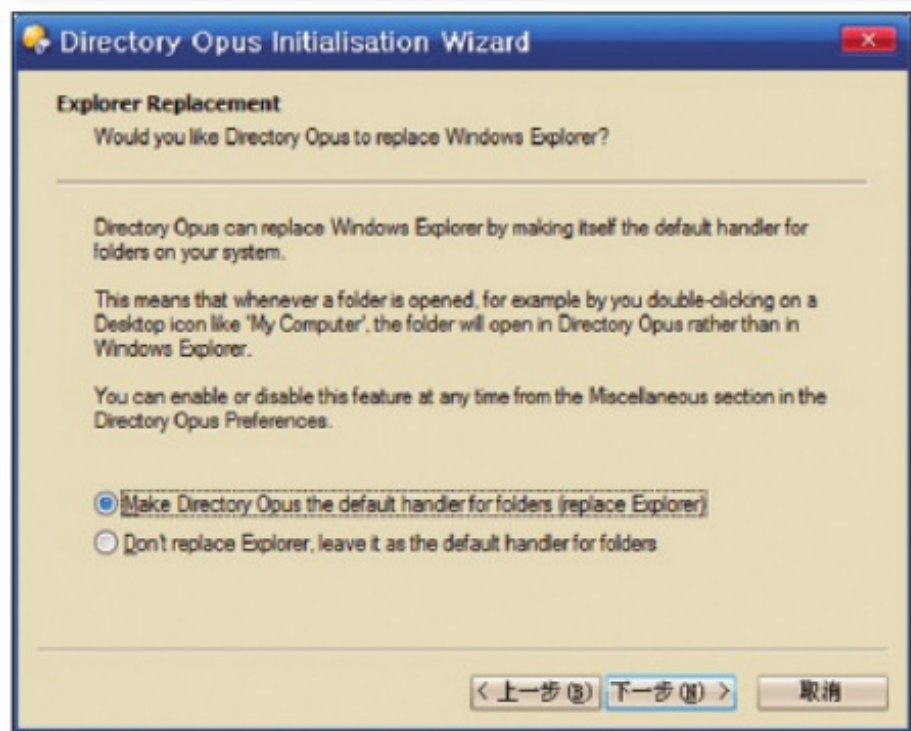 Directory Opus Initialisation Wizard
Explorer Replacement
Would you like Directory Opus to replace Windows Explorer?
Directory Opus can replace Windows Explorer by making itself the default handler for
folders on your system.
This means that whenever a folder is opened, for example by you double-clicking on a
Desktop icon like 'My Computer', the folder will open in Directory Opus rather than in
Windows Explorer.
You can enable or disable this feature at any time from the Miscellaneous section in the
Directory Opus Preferences.
Make Directory Opus the default handler for folders (replace Explorer)
Don't replace Explorer, leave it as the default handler for folders
< 上一步(B) 下一步(N) > 取消